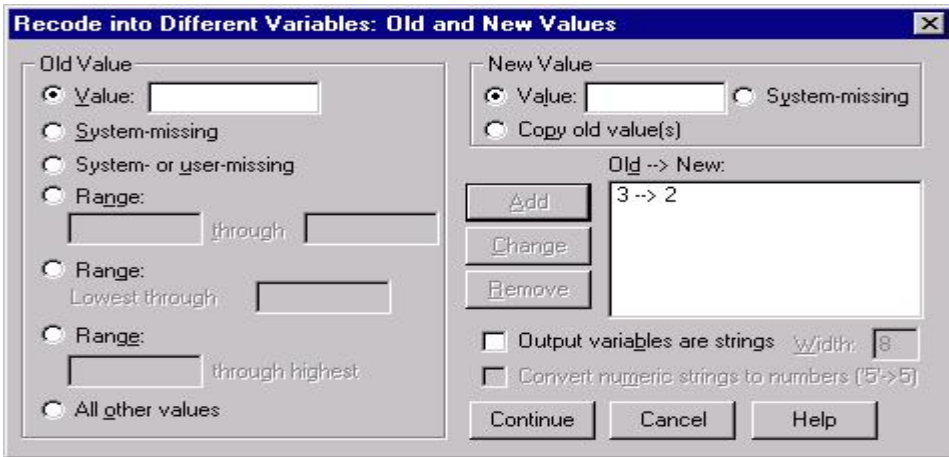 Recode into Different Variables: Old and New Values
Old Value
Value:
System-missing
System- or user-missing
Range:
through
Range:
Lowest through
Range:
through highest
All other values
New Value
Value:
System-missing
Copy old value(s)
Old --> New:
Add
Change
Remove
3 --> 2
Output variables are strings
Width: 8
Convert numeric strings to numbers ('5'->5)
Continue
Cancel
Help